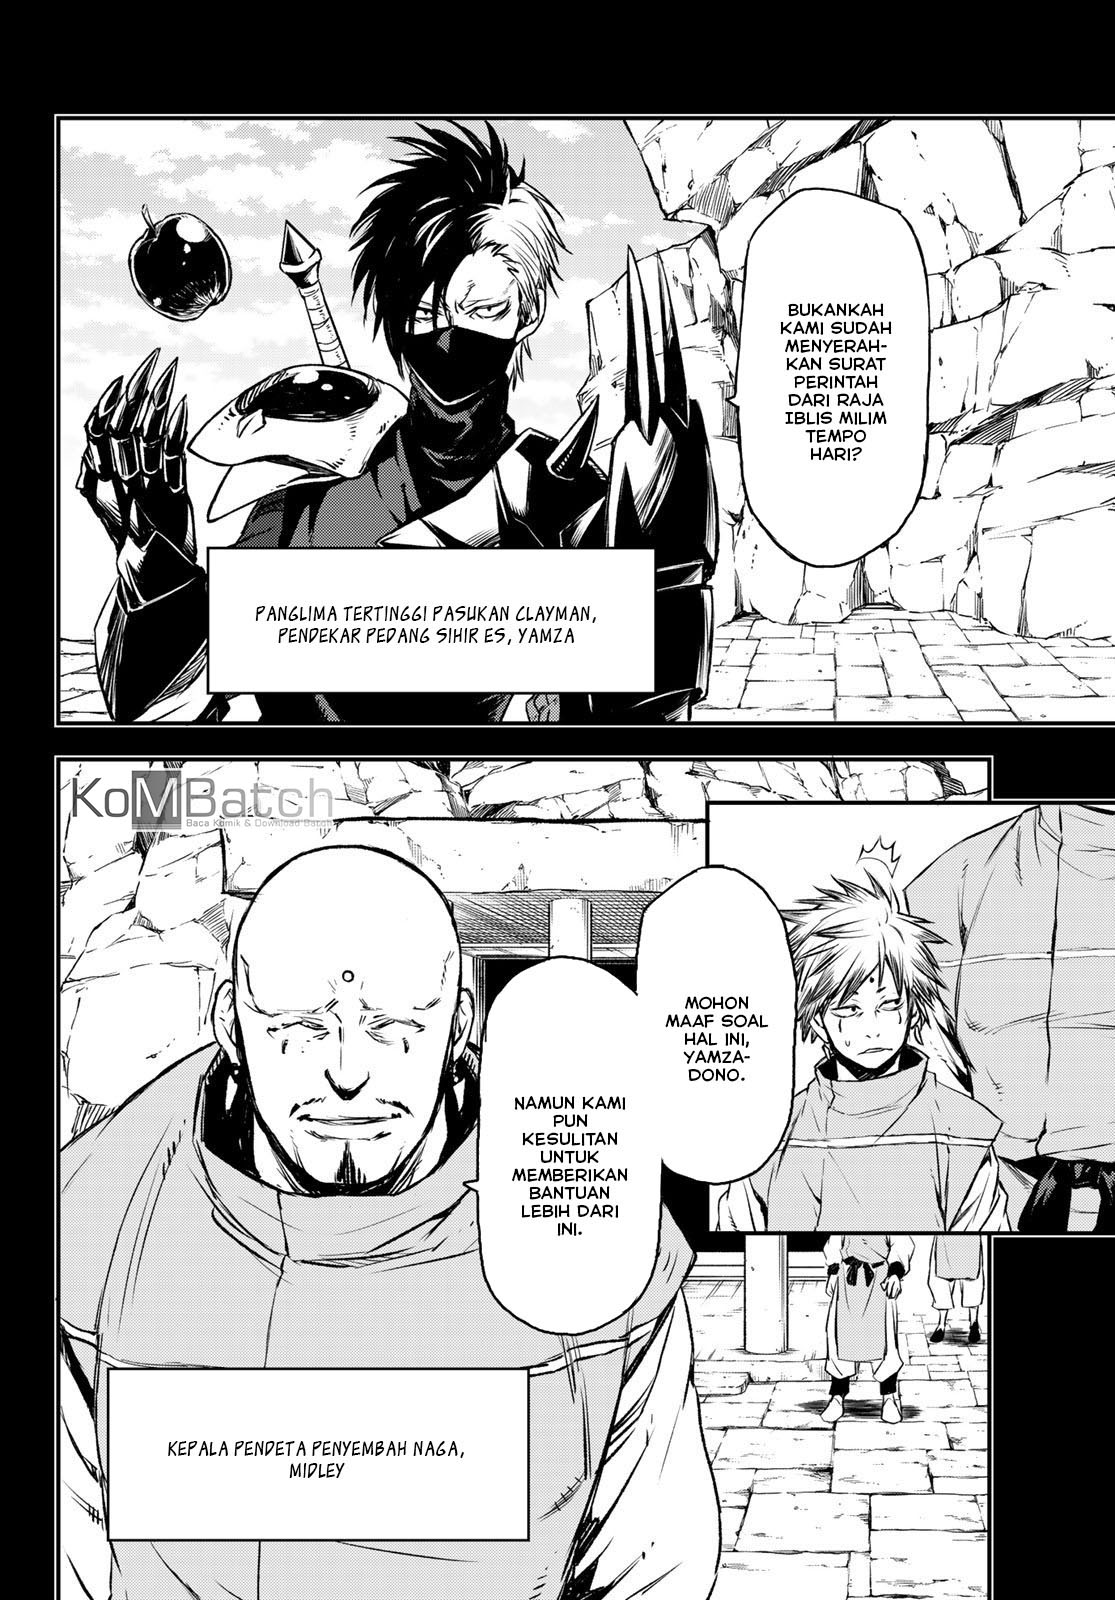 BUKANKAH
KAMI SUDAH
MENYERAH-
KAN SURAT
PERINTAH
DARI RAJA
IBLIS MILIM
TEMPO
HARI?
PANGLIMA TERTINGGI PASUKAN CLAYMAN,
PENDEKAR PEDANG SIHIR ES, YAMZA
KoMBatch
Baca Komik & Download Batch
MOHON
MAAF SOAL
HAL INI,
YAMZA-
DONO.
NAMUN KAMI
PUN
KESULITAN
UNTUK
MEMBERIKAN
BANTUAN
LEBIH DARI
INI.
KEPALA PENDETA PENYEMBAH NAGA,
MIDLEY